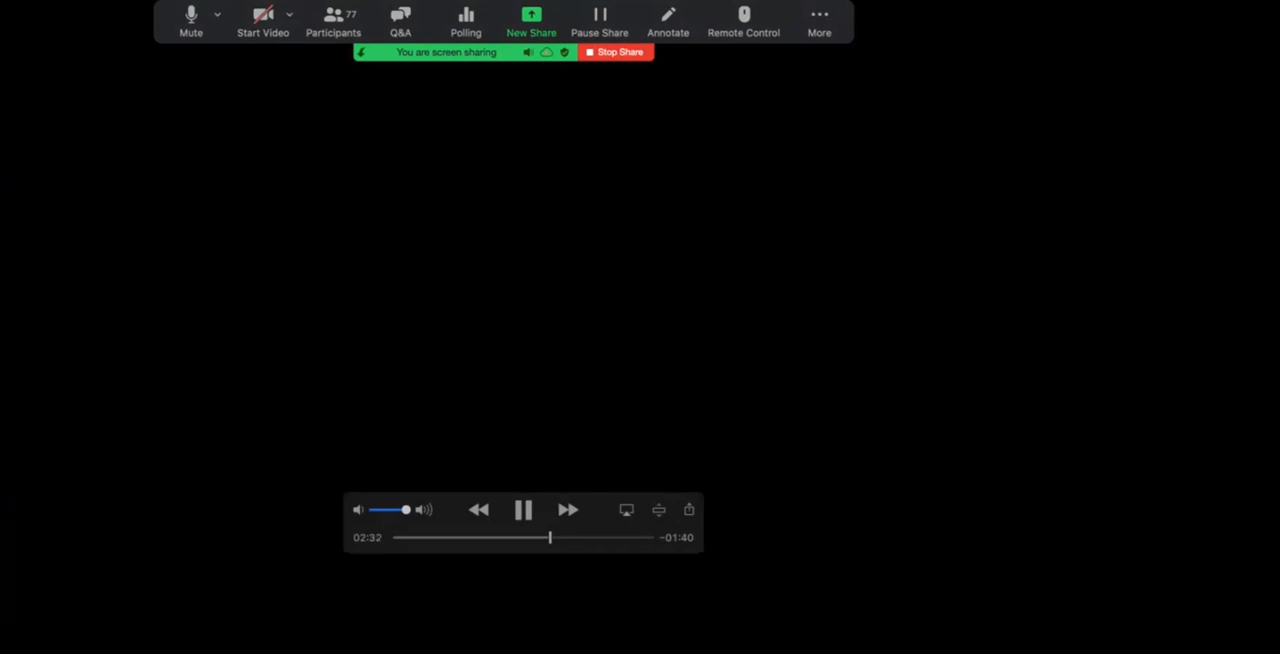 77
Mute Start Video Participants Q&A Polling New Share Pause Share Annotate Remote Control More
You are screen sharing Stop Share
02:32 -01:40